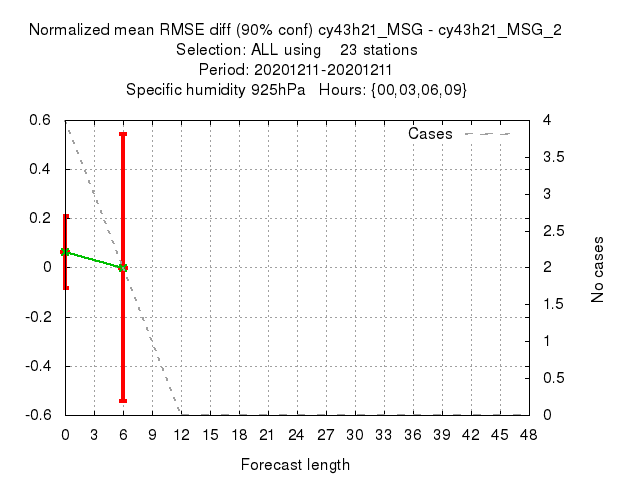 Normalized mean RMSE diff (90% conf) cy43h21_MSG - cy43h21_MSG_2
Selection: ALL using 23 stations
Period: 20201211-20201211
Specific humidity 925hPa Hours: {00,03,06,09}
Cases
0.6
0.4
0.2
0
-0.2
-0.4
-0.6
4
3.5
3
2.5
2
1.5
1
0.5
0
No cases
0 3 6 9 12 15 18 21 24 27 30 33 36 39 42 45 48
Forecast length